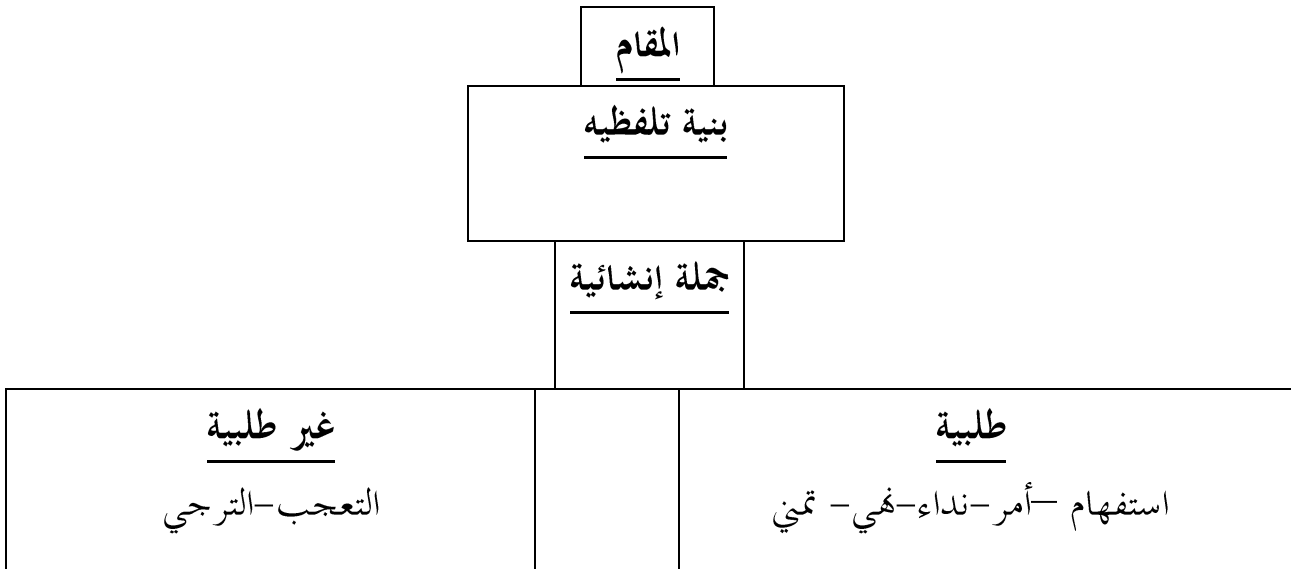 المقام
بنية تلفظيه
جملة إنشائية
طلبية
استفهام –أمر–نداء–نهي– تمني
غير طلبية
التعجب–الترجي